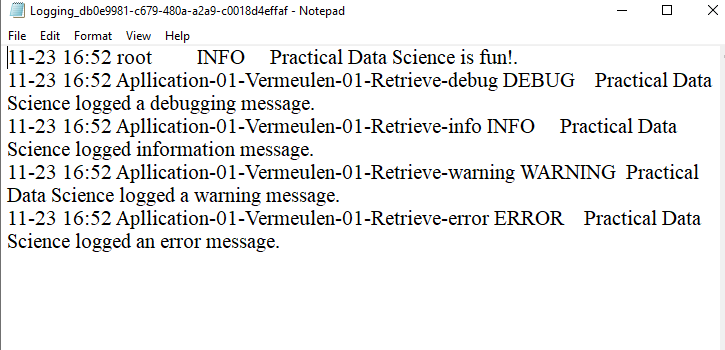 Logging_db0e9981-c679-480a-a2a9-c0018d4effaf - Notepad
File Edit Format View Help
11-23 16:52 root INFO Practical Data Science is fun!.
11-23 16:52 Apllication-01-Vermeulen-01-Retrieve-debug DEBUG Practical Data
Science logged a debugging message.
11-23 16:52 Apllication-01-Vermeulen-01-Retrieve-info INFO Practical Data
Science logged information message.
11-23 16:52 Apllication-01-Vermeulen-01-Retrieve-warning WARNING Practical
Data Science logged a warning message.
11-23 16:52 Apllication-01-Vermeulen-01-Retrieve-error ERROR Practical Data
Science logged an error message.